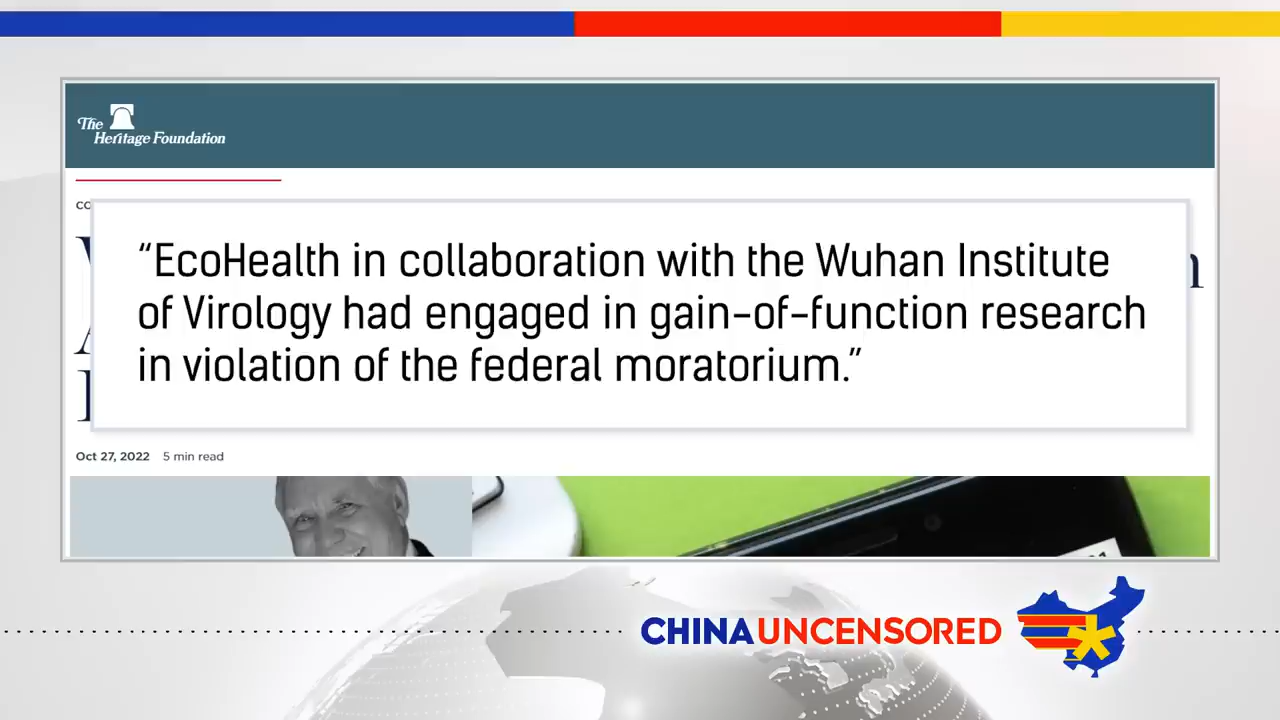 The
Heritage Foundation
CO
“EcoHealth in collaboration with the Wuhan Institute
of Virology had engaged in gain-of-function research
in violation of the federal moratorium.”
Oct 27, 2022 5 min read
CHINAUNCENSORED